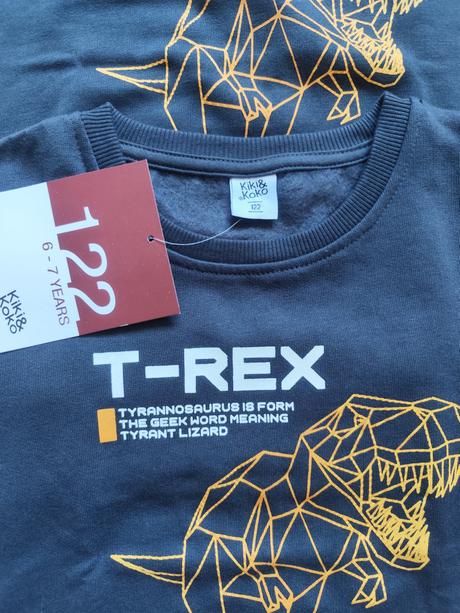 Kiki&
Koko
122
122
6 - 7 YEARS
Kiki&
Koko
T-REX
TYRANNOSAURUS IS FORM
THE GEEK WORD MEANING
TYRANT LIZARD